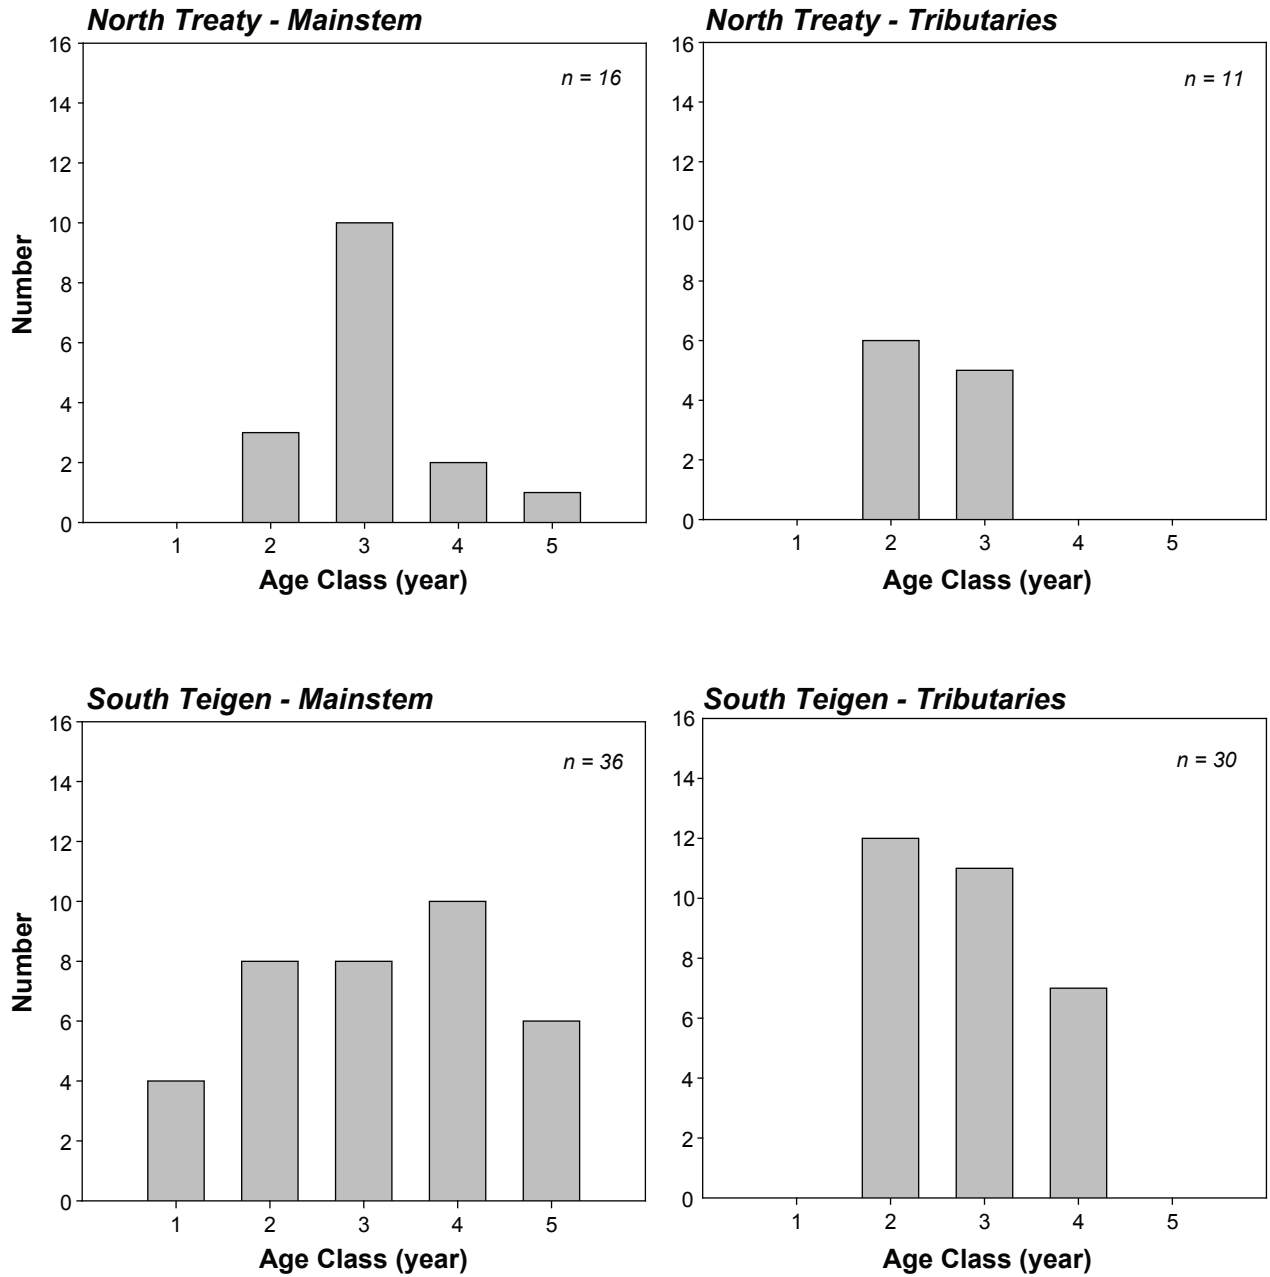 North Treaty - Mainstem
North Treaty - Tributaries
16
14
12
10
8
6
4
2
0
n = 16
Number
1 2 3 4 5
Age Class (year)
16
14
12
10
8
6
4
2
0
n = 11
1 2 3 4 5
Age Class (year)
South Teigen - Mainstem
South Teigen - Tributaries
16
14
12
10
8
6
4
2
0
n = 36
Number
1 2 3 4 5
Age Class (year)
16
14
12
10
8
6
4
2
0
n = 30
1 2 3 4 5
Age Class (year)